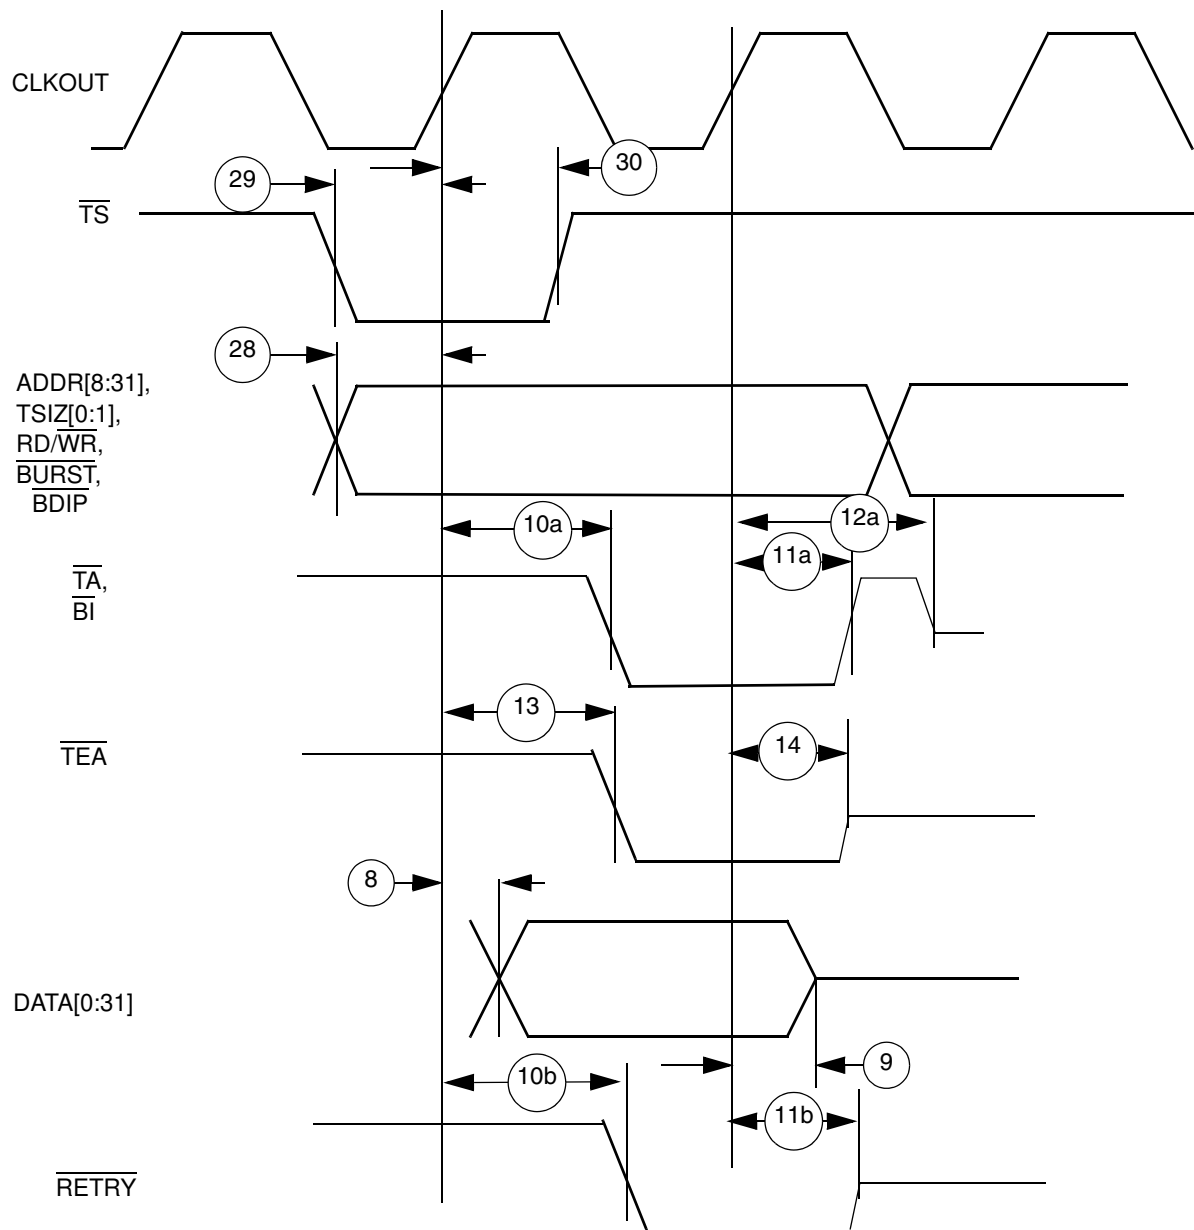 CLKOUT
30
29
TS
28
ADDR[8:31],
TSIZ[0:1],
RD/WR,
BURST,
BDIP
10a
12a
11a
TA,
BI
13
14
TEA
8
DATA[0:31]
9
10b
11b
RETRY